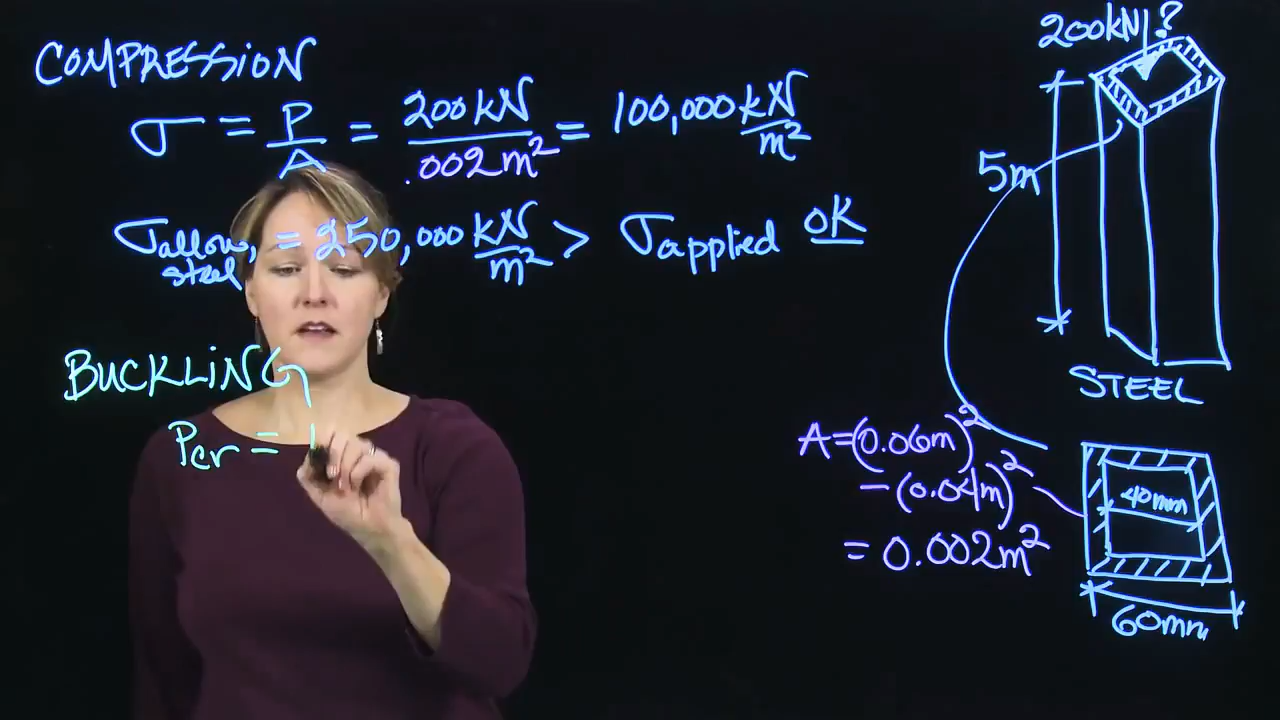 COMPRESSION
σ = P/A = 200 kN/.002 m² = 100,000 kN/m²
σallow, steel = 250,000 kN/m² > σapplied OK
BUCKLING
Pcr =
200kN ?
5m
STEEL
A = (0.06m)²
- (0.04m)²
= 0.002m²
40mm
60mm